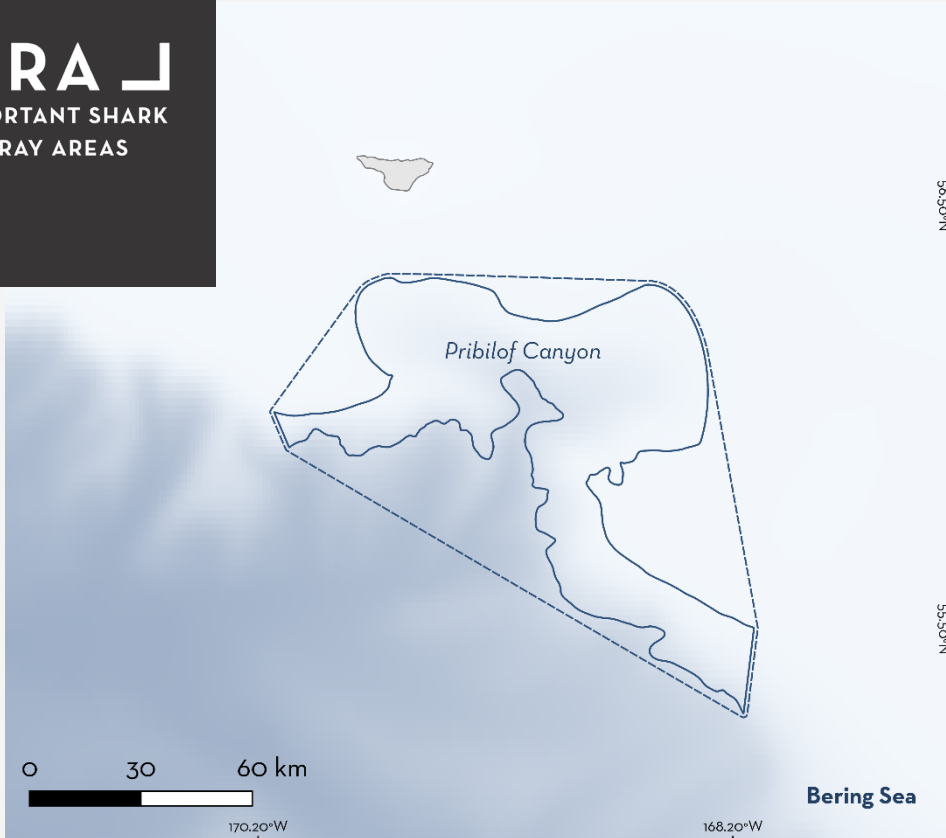 RA
RTANT SHARK
RAY AREAS
56.50°N
Pribilof Canyon
55.50°N
0 30 60 km
Bering Sea
170.20°W 168.20°W